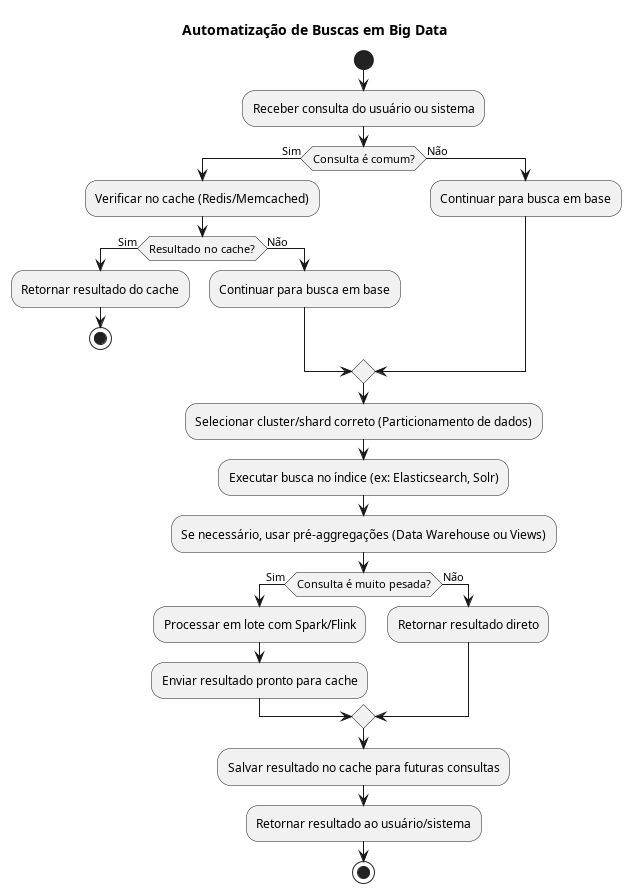 Automatização de Buscas em Big Data
Receber consulta do usuário ou sistema
Consulta é comum?
Sim
Não
Verificar no cache (Redis/Memcached)
Continuar para busca em base
Resultado no cache?
Sim
Não
Retornar resultado do cache
Continuar para busca em base
Selecionar cluster/shard correto (Particionamento de dados)
Executar busca no índice (ex: Elasticsearch, Solr)
Se necessário, usar pré-aggregações (Data Warehouse ou Views)
Consulta é muito pesada?
Sim
Não
Processar em lote com Spark/Flink
Retornar resultado direto
Enviar resultado pronto para cache
Salvar resultado no cache para futuras consultas
Retornar resultado ao usuário/sistema